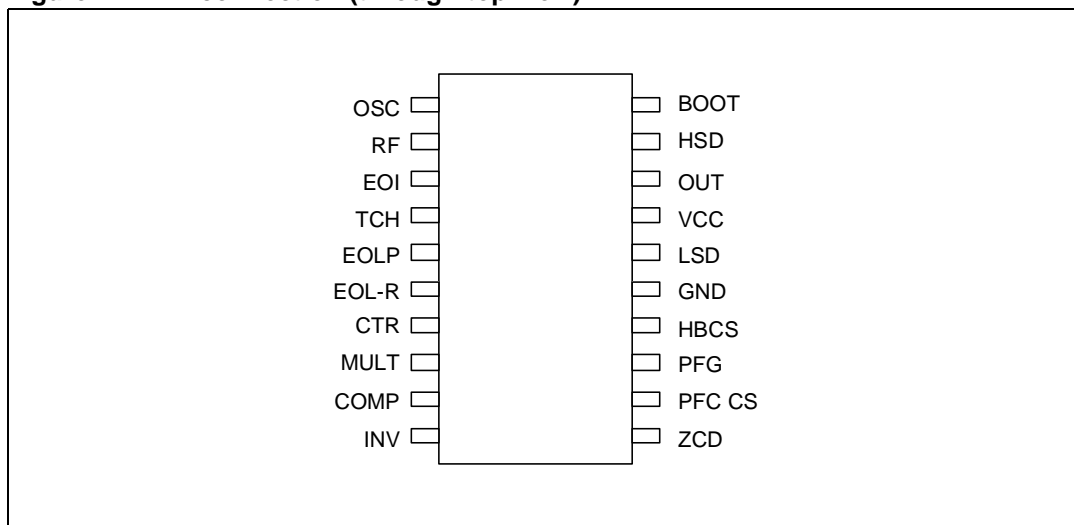 OSC
RF
EOI
TCH
EOLP
EOL-R
CTR
MULT
COMP
INV
BOOT
HSD
OUT
VCC
LSD
GND
HBCS
PFG
PFC CS
ZCD